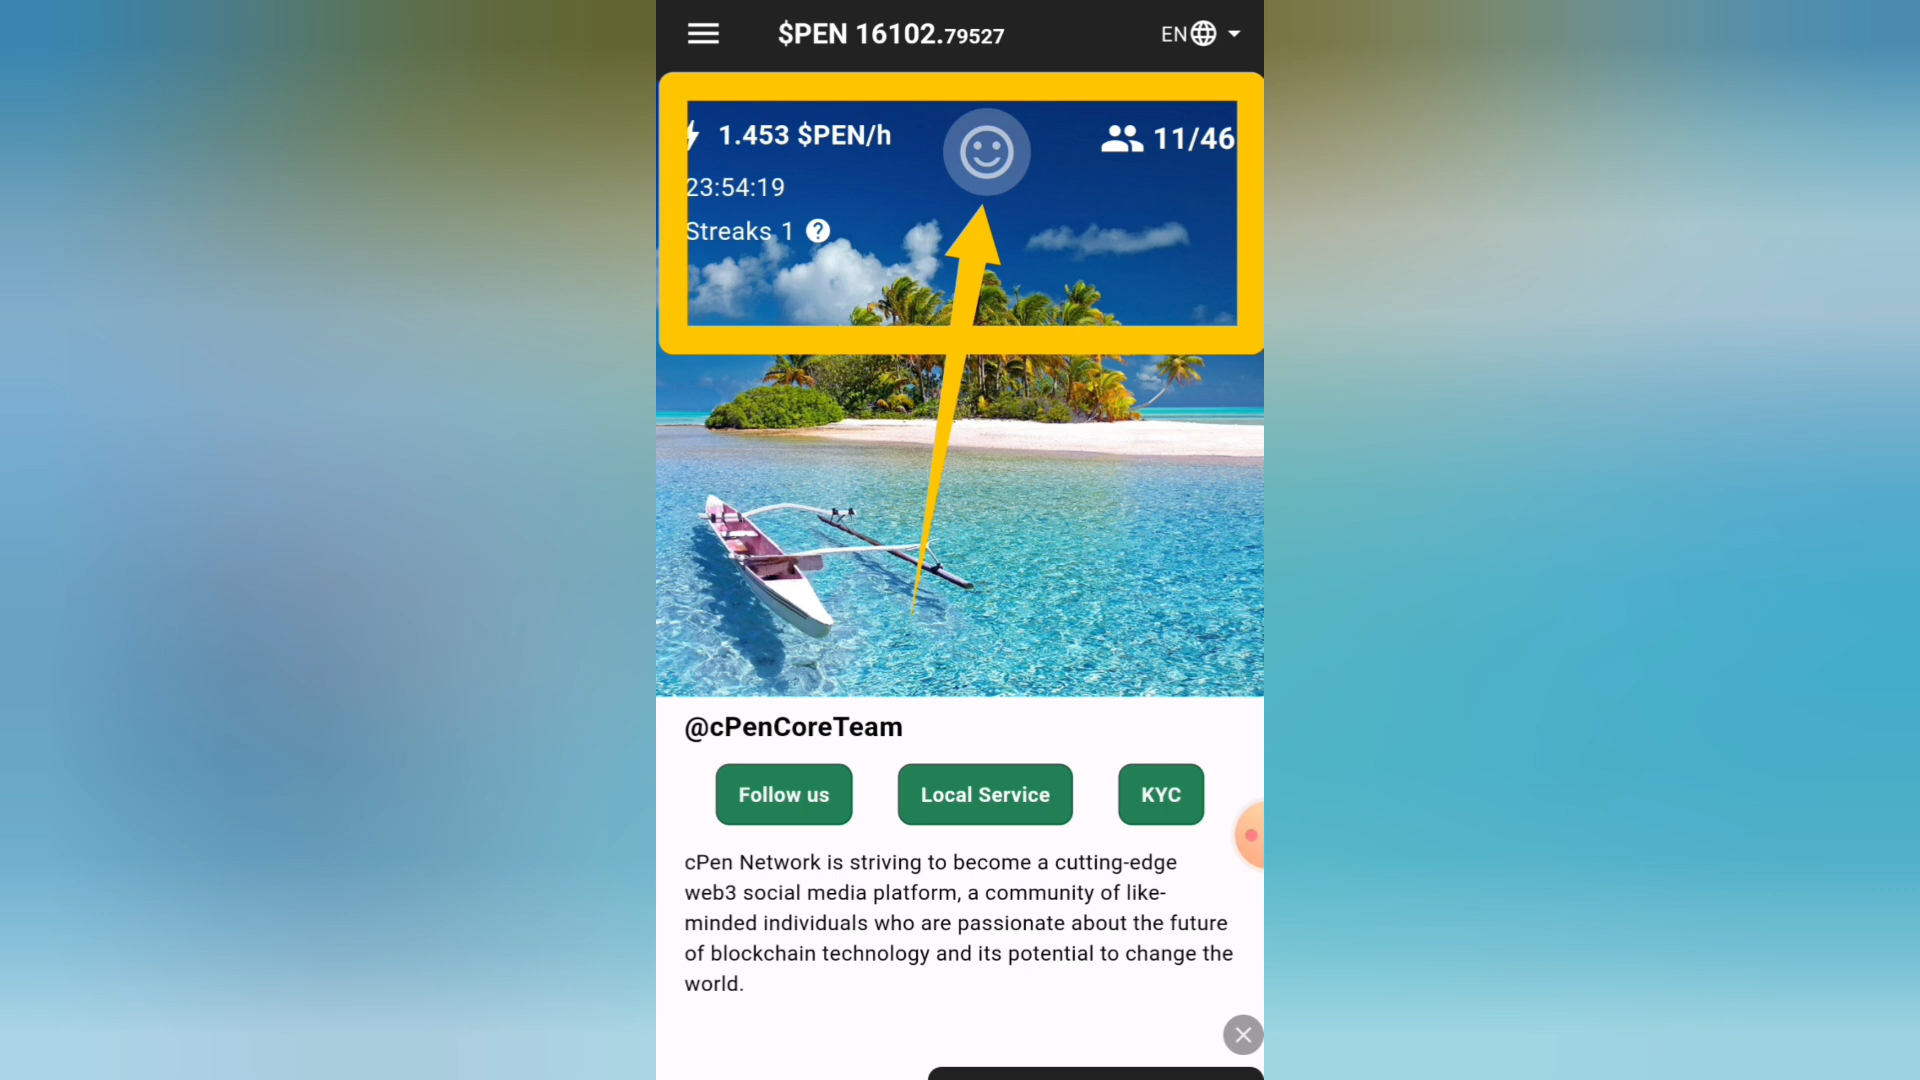 $PEN 16102.79527
EN
1.453 $PEN/h
11/46
23:54:19
Streaks 1 ?
@cPenCoreTeam
Follow us
Local Service
KYC
cPen Network is striving to become a cutting-edge
web3 social media platform, a community of like-
minded individuals who are passionate about the future
of blockchain technology and its potential to change the
world.